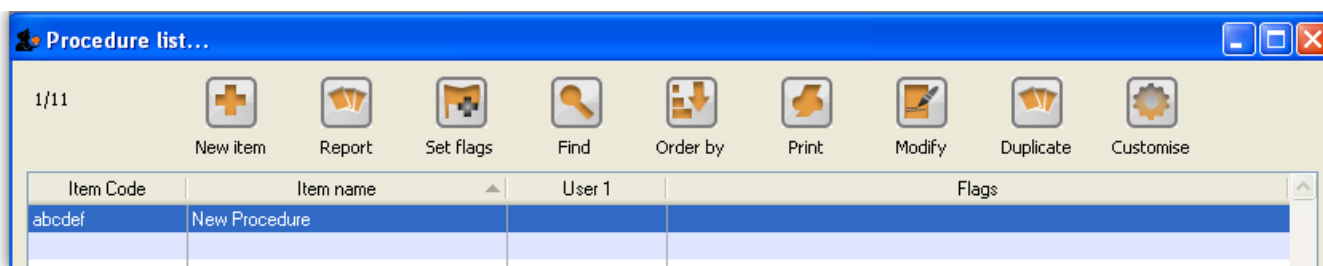 Procedure list...
1/11
New item Report Set flags Find Order by Print Modify Duplicate Customise
Item Code Item name User 1 Flags
abcdef New Procedure